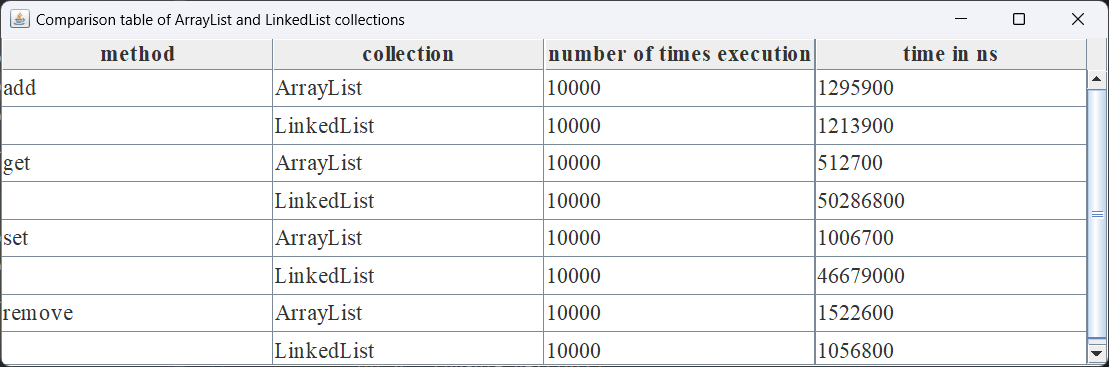 Comparison table of ArrayList and LinkedList collections
method collection number of times execution time in ns
add ArrayList 10000 1295900
LinkedList 10000 1213900
get ArrayList 10000 512700
LinkedList 10000 50286800
set ArrayList 10000 1006700
LinkedList 10000 46679000
remove ArrayList 10000 1522600
LinkedList 10000 1056800